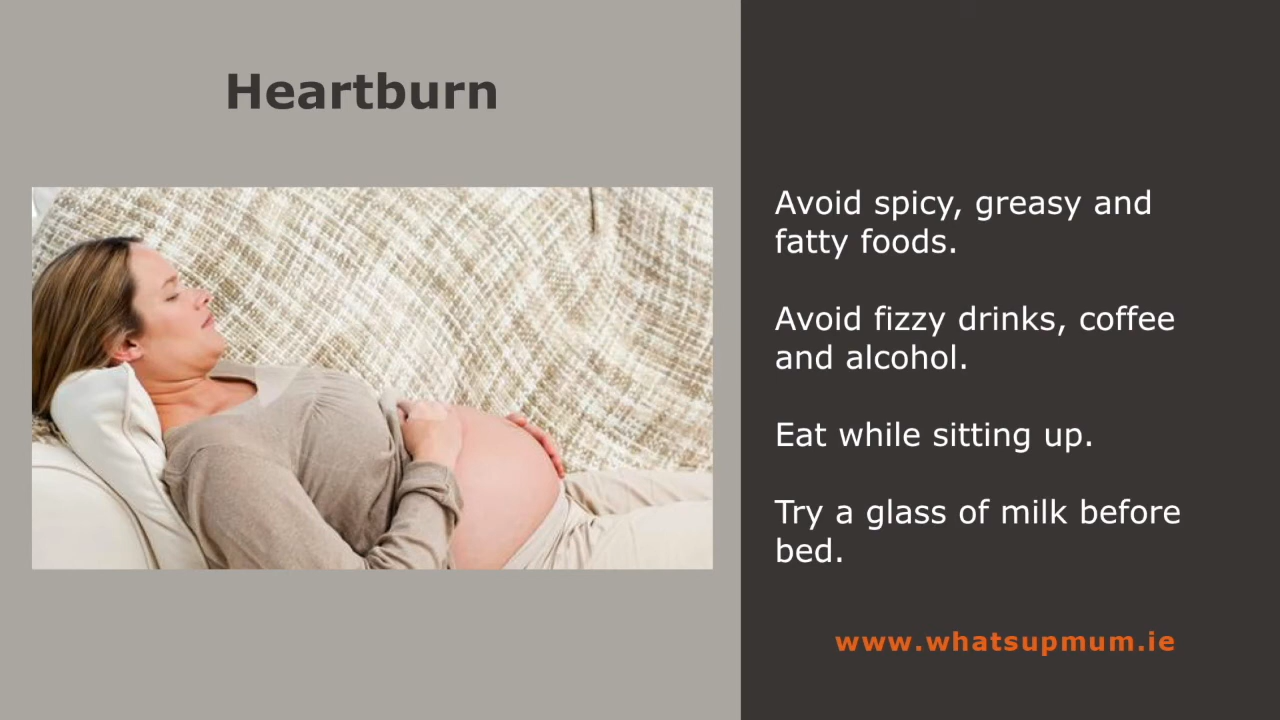 Heartburn
Avoid spicy, greasy and
fatty foods.
Avoid fizzy drinks, coffee
and alcohol.
Eat while sitting up.
Try a glass of milk before
bed.
www.whatsupmum.ie